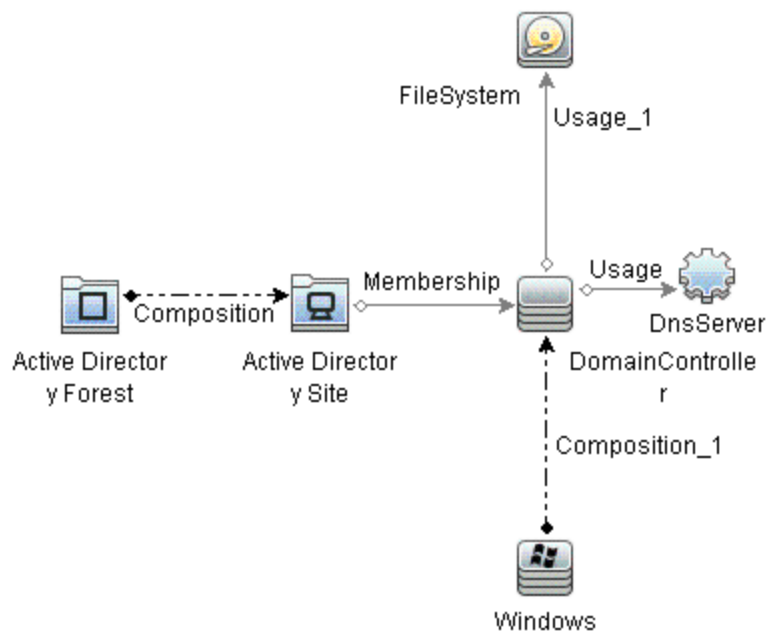 FileSystem
Usage_1
Membership
Usage
Composition
DnsServer
Active Director
y Forest
Active Director
y Site
DomainControlle
r
Composition_1
Windows